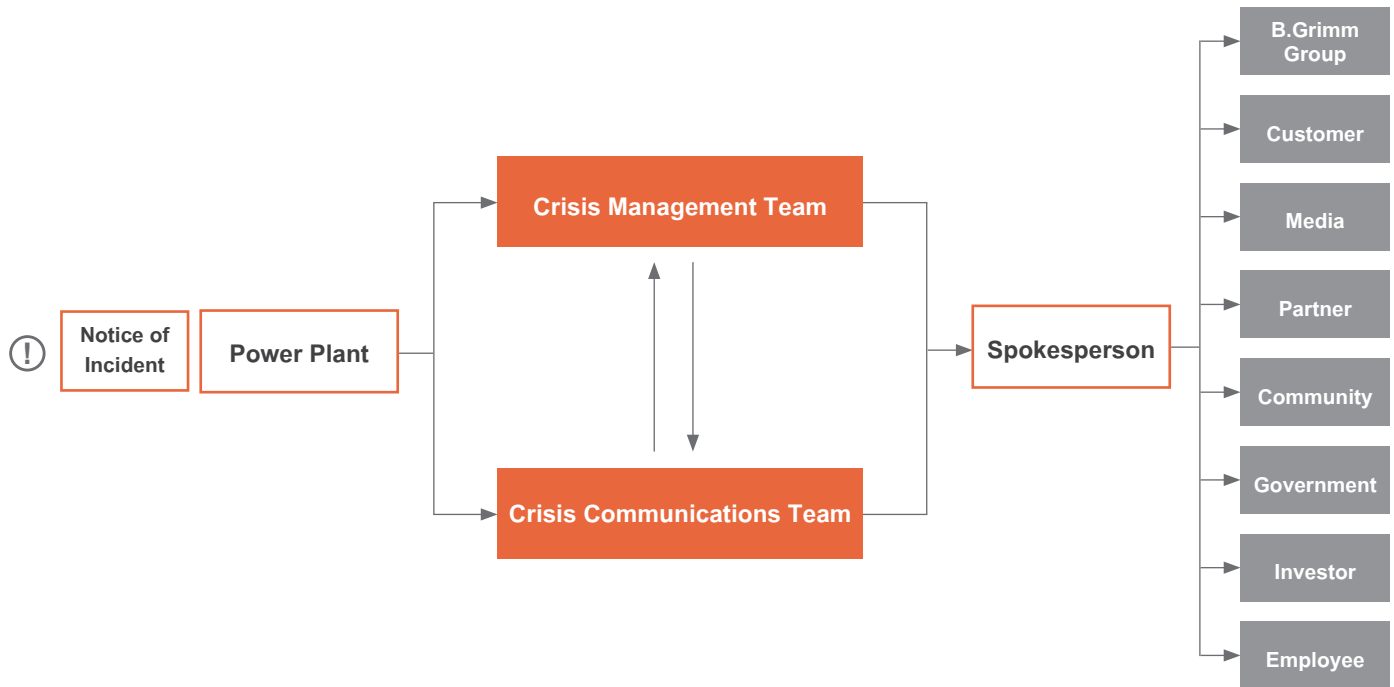 !
Notice of
Incident
Power Plant
Crisis Management Team
Crisis Communications Team
Spokesperson
B.Grimm
Group
Customer
Media
Partner
Community
Government
Investor
Employee